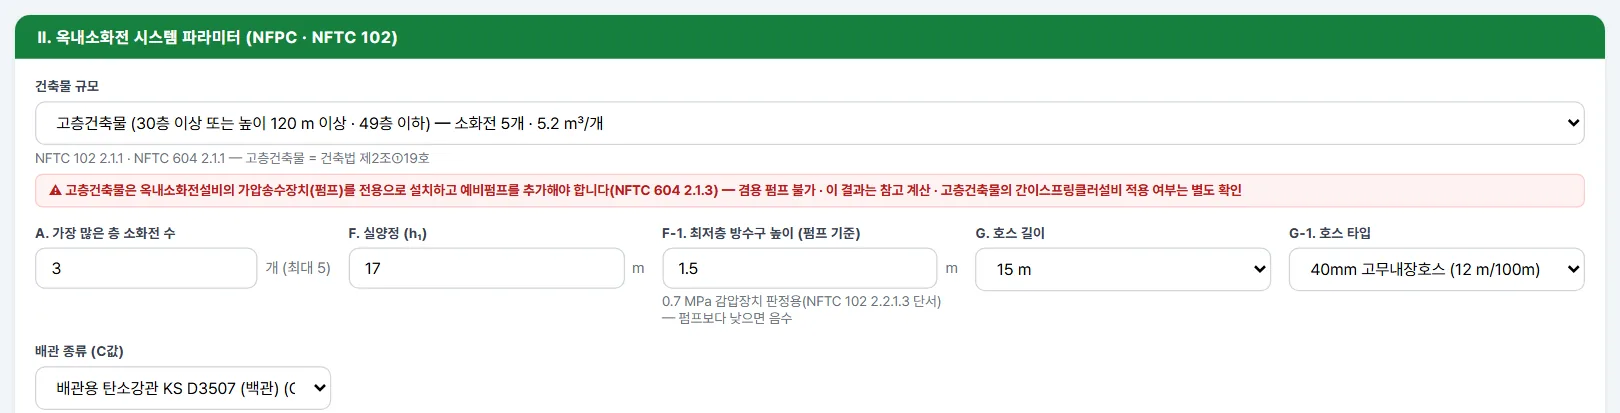 II. 옥내소화전 시스템 파라미터 (NFPC · NFTC 102)
건축물 규모
고층건축물 (30층 이상 또는 높이 120 m 이상 · 49층 이하) — 소화전 5개 · 5.2 m³/개
NFTC 102 2.1.1 · NFTC 604 2.1.1 — 고층건축물 = 건축법 제2조①19호
⚠ 고층건축물은 옥내소화전설비의 가압송수장치(펌프)를 전용으로 설치하고 예비펌프를 추가해야 합니다(NFTC 604 2.1.3) — 겸용 펌프 불가 · 이 결과는 참고 계산 · 고층건축물의 간이스프링클러설비 적용 여부는 별도 확인
A. 가장 많은 층 소화전 수
3 개 (최대 5)
F. 실양정 (h₁)
17 m
F-1. 최저층 방수구 높이 (펌프 기준)
1.5 m
0.7 MPa 감압장치 판정용(NFTC 102 2.2.1.3 단서)
— 펌프보다 낮으면 음수
G. 호스 길이
15 m
G-1. 호스 타입
40mm 고무내장호스 (12 m/100m)
배관 종류 (C값)
배관용 탄소강관 KS D3507 (백관) (C